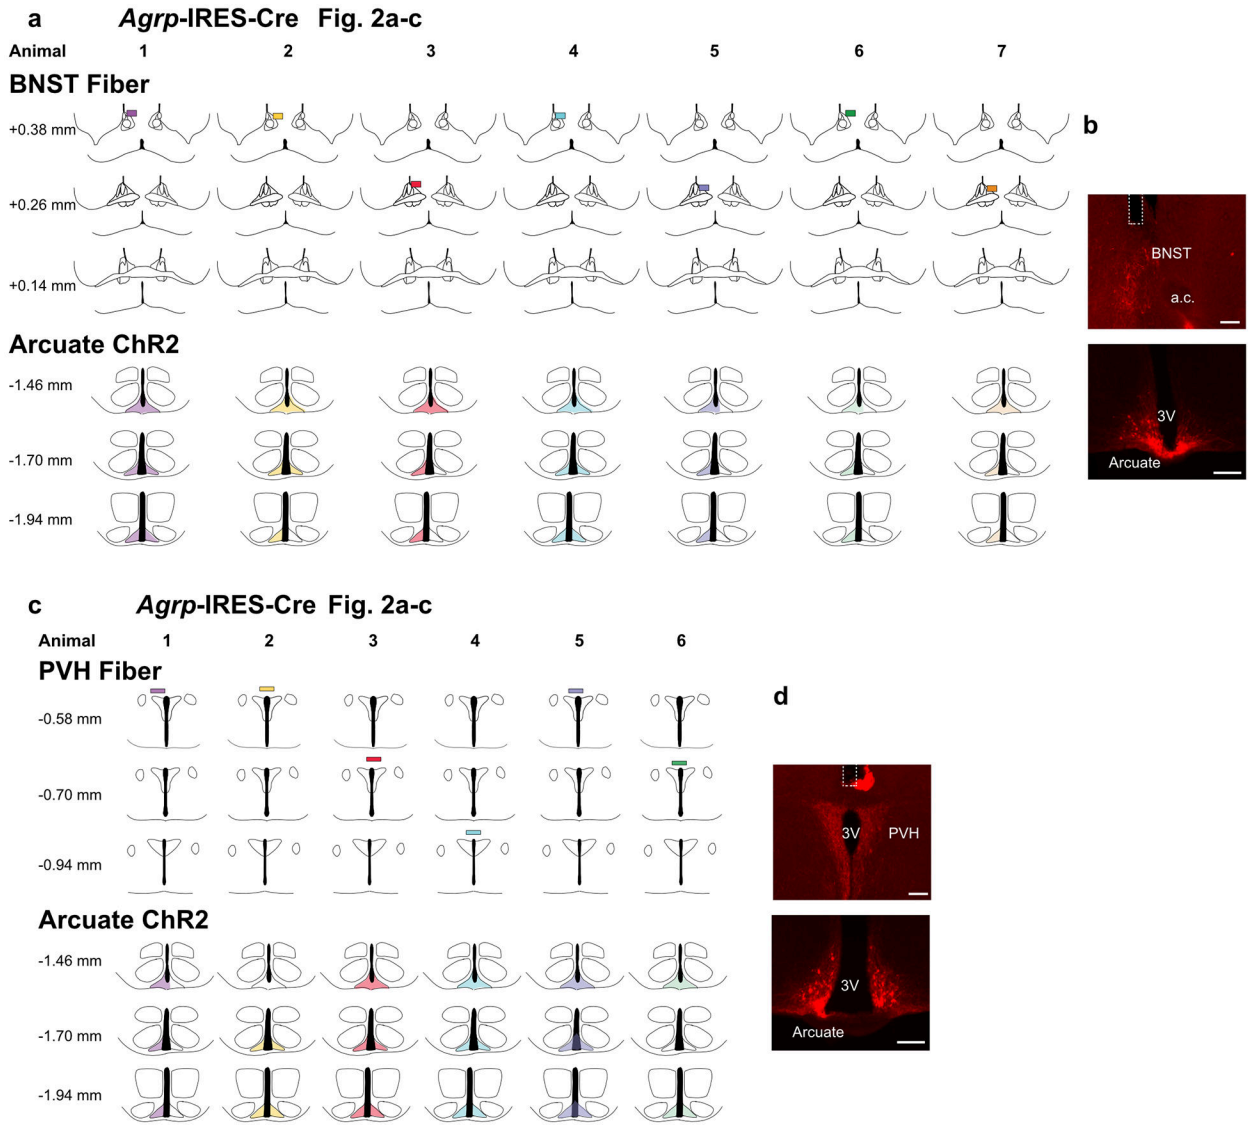 a Agrp-IRES-Cre Fig. 2a-c
Animal 1 2 3 4 5 6 7
BNST Fiber
+0.38 mm
+0.26 mm
+0.14 mm
Arcuate ChR2
-1.46 mm
-1.70 mm
-1.94 mm
b
BNST
a.c.
3V
Arcuate
c Agrp-IRES-Cre Fig. 2a-c
Animal 1 2 3 4 5 6
PVH Fiber
-0.58 mm
-0.70 mm
-0.94 mm
Arcuate ChR2
-1.46 mm
-1.70 mm
-1.94 mm
d
3V PVH
3V
Arcuate